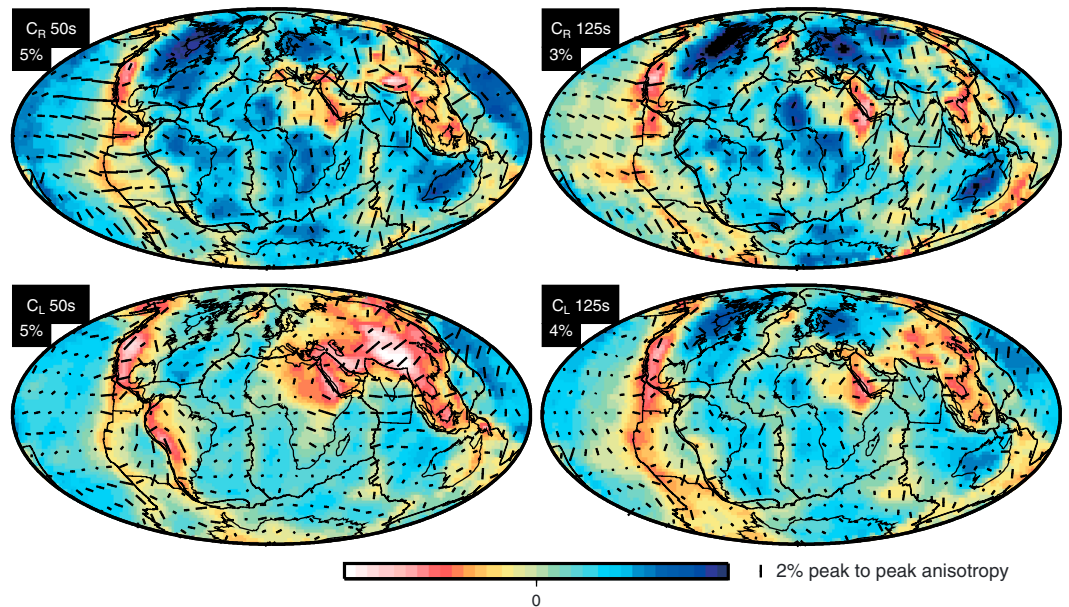 C_R 50s
5%
C_R 125s
3%
C_L 50s
5%
C_L 125s
4%
0
2% peak to peak anisotropy